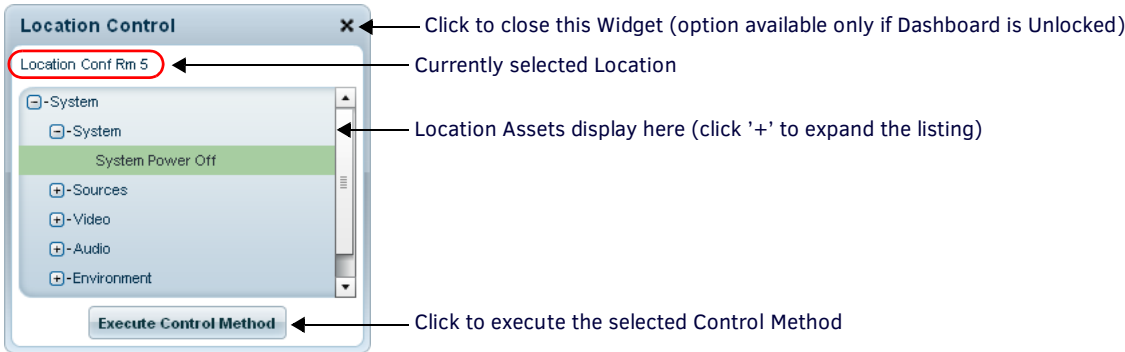 Location Control × Click to close this Widget (option available only if Dashboard is Unlocked)
Location Conf Rm 5 Currently selected Location
-System
-System Location Assets display here (click '+' to expand the listing)
System Power Off
+-Sources
+-Video
+-Audio
+-Environment
Execute Control Method Click to execute the selected Control Method